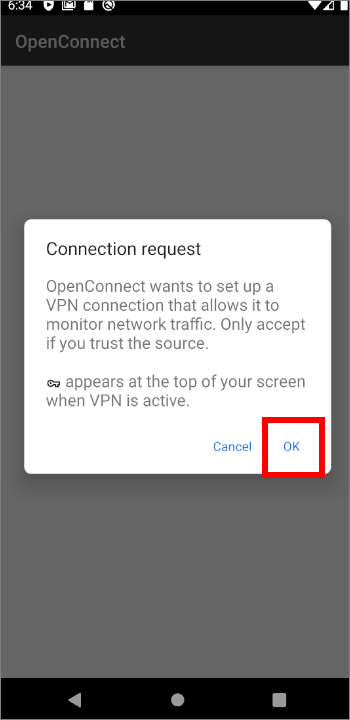 6:34
OpenConnect
Connection request
OpenConnect wants to set up a
VPN connection that allows it to
monitor network traffic. Only accept
if you trust the source.
appears at the top of your screen
when VPN is active.
Cancel OK